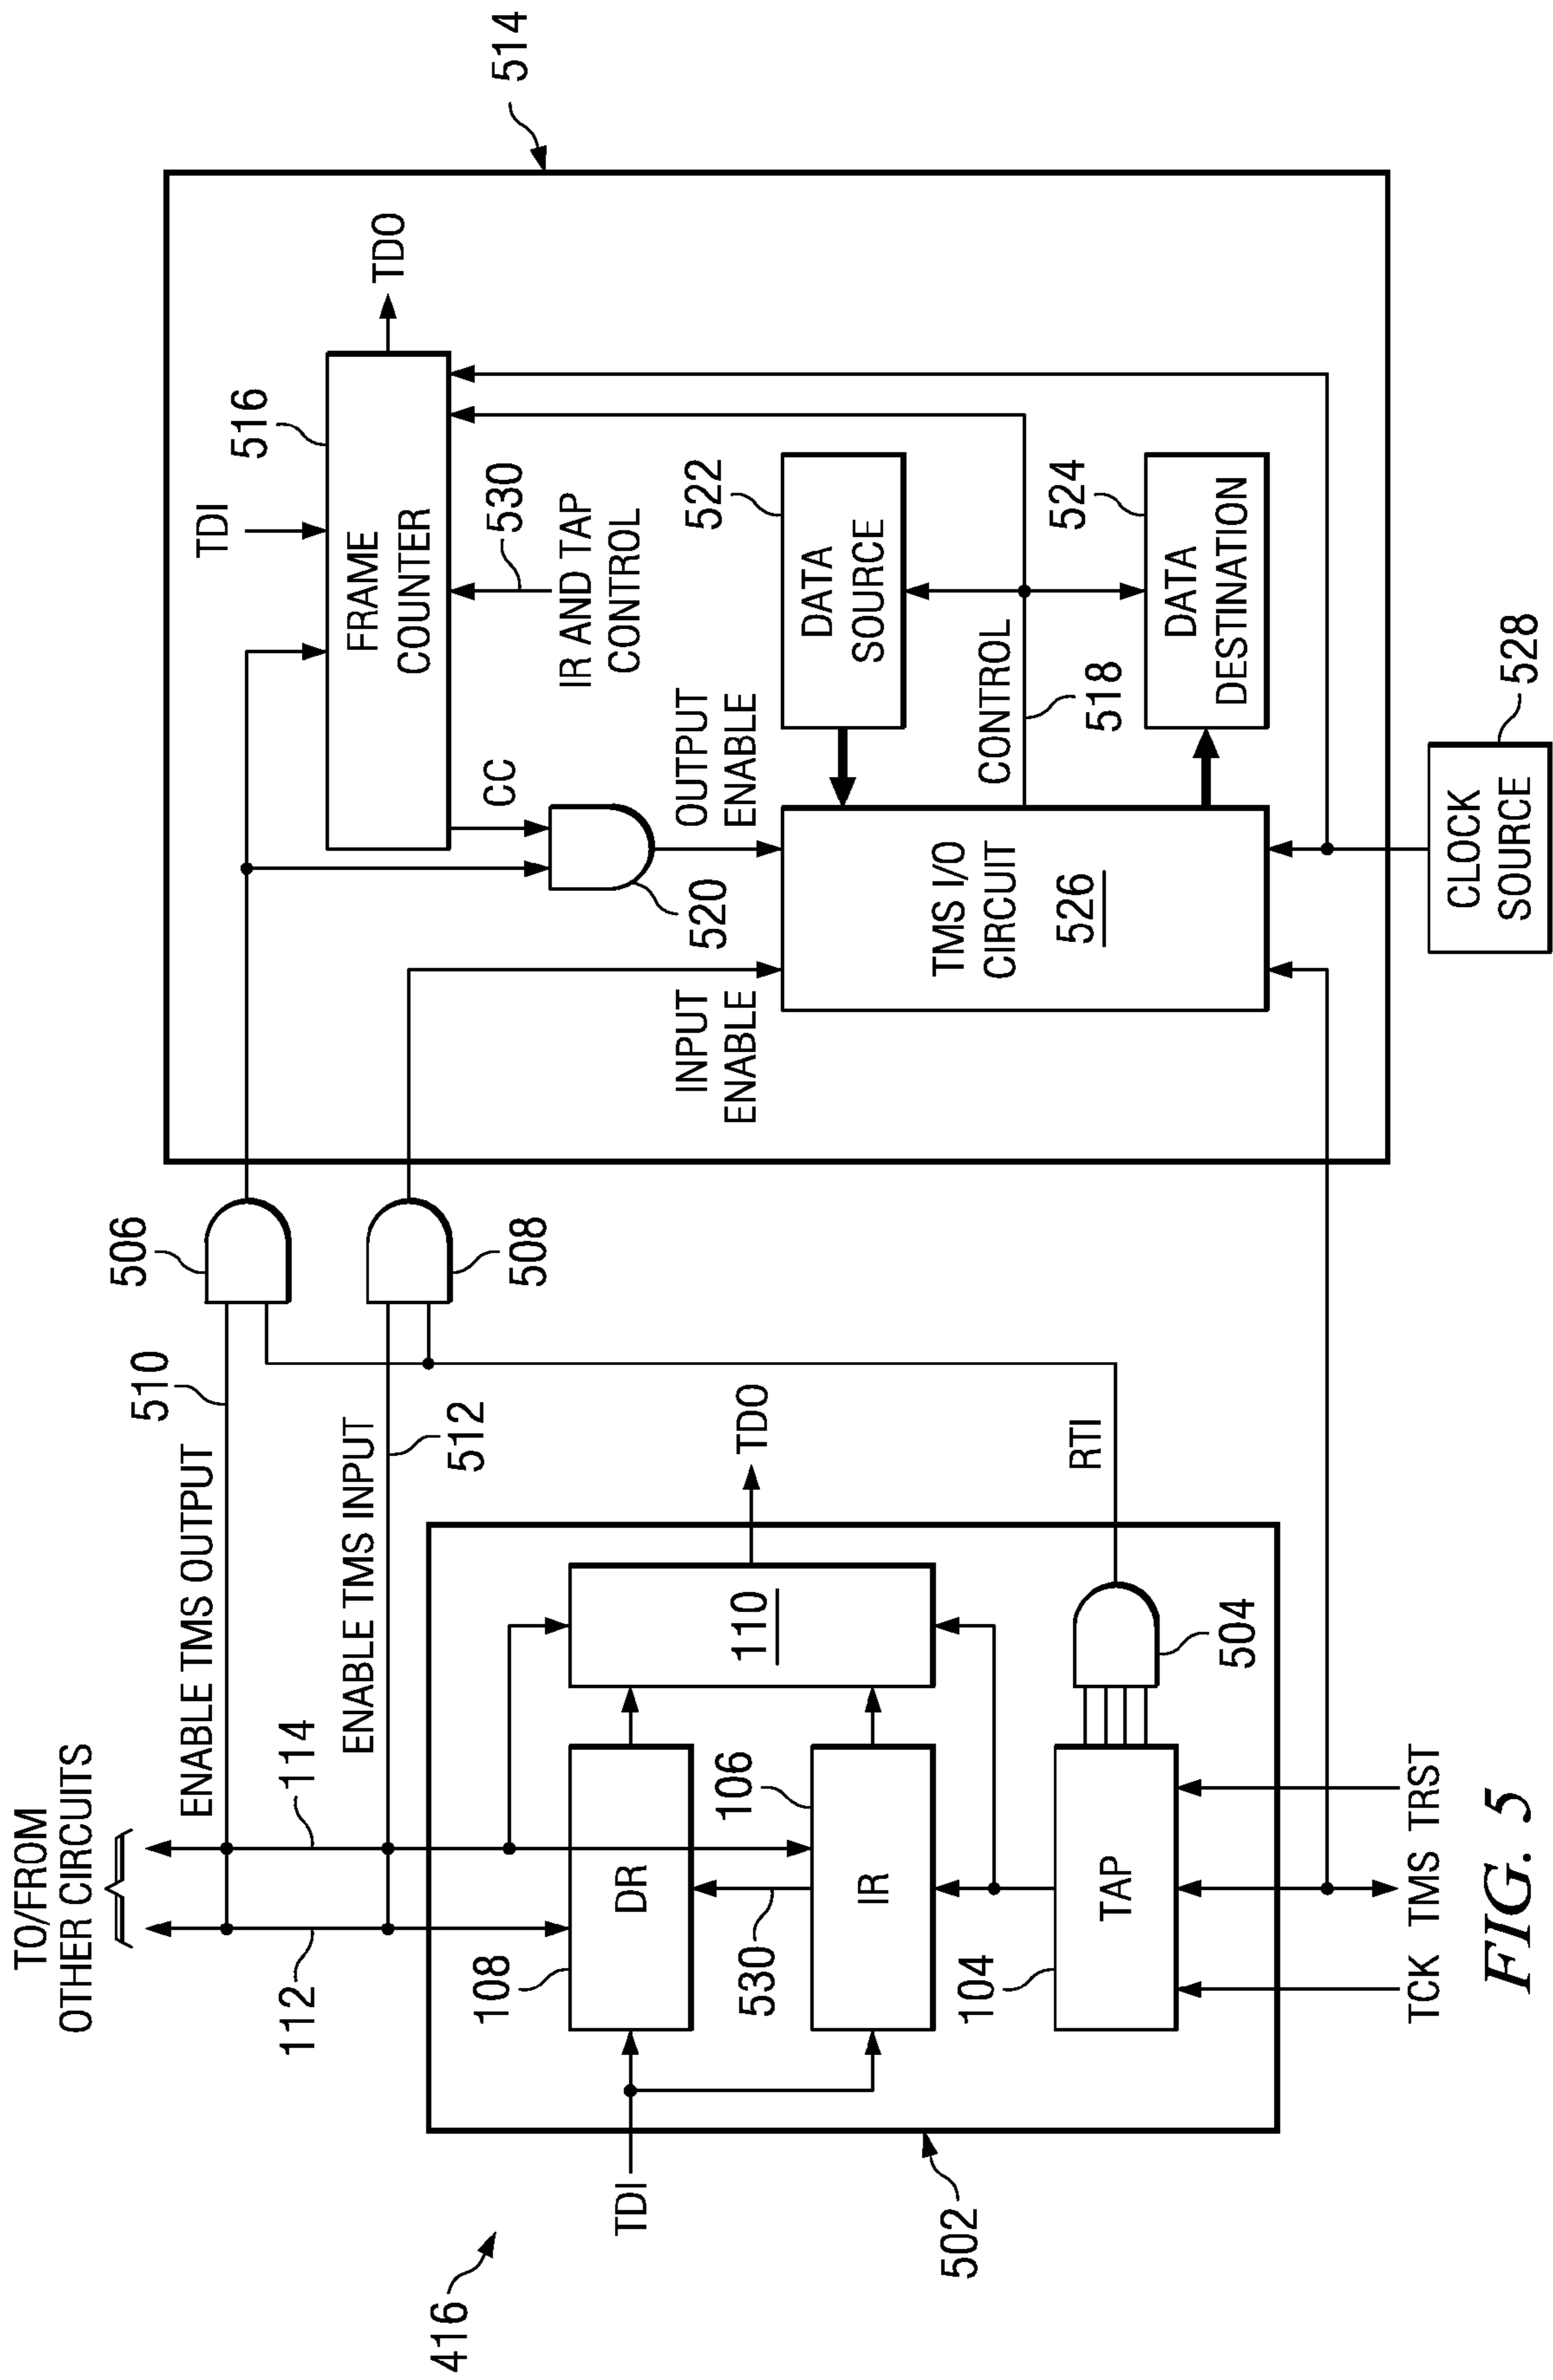 TO/FROM
OTHER CIRCUITS
112
114
ENABLE TMS OUTPUT
510
506
ENABLE TMS INPUT
512
508
416
502
TDI
108
DR
530
106
IR
110
TDO
104
TAP
504
RTI
TCK TMS TRST
514
TDI
516
FRAME
COUNTER
TDO
CC
530
IR AND TAP
CONTROL
520
INPUT
ENABLE
OUTPUT
ENABLE
522
DATA
SOURCE
TMS I/O
CIRCUIT
526
CONTROL
518
524
DATA
DESTINATION
CLOCK
SOURCE
528
FIG. 5